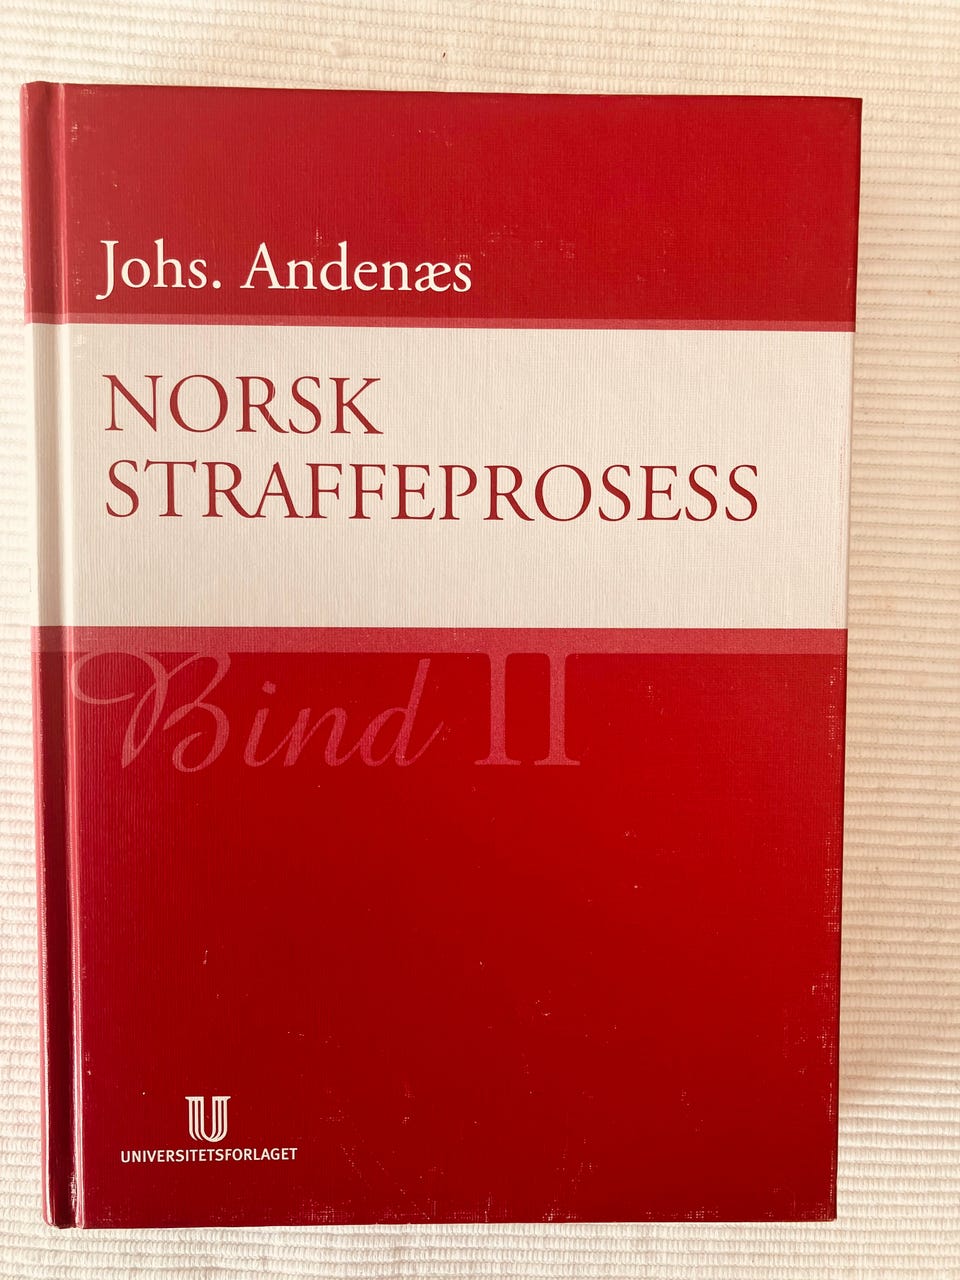 Johs. Andenæs
NORSK
STRAFFEPROSESS
Bind II
U
UNIVERSITETSFORLAGET